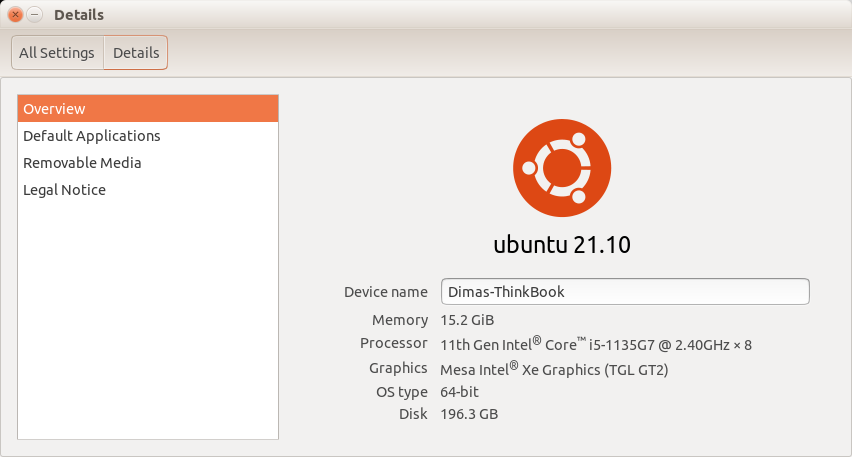 Details
All Settings Details
Overview
Default Applications
Removable Media
Legal Notice
ubuntu 21.10
Device name Dimas-ThinkBook
Memory 15.2 GiB
Processor 11th Gen Intel® Core™ i5-1135G7 @ 2.40GHz × 8
Graphics Mesa Intel® Xe Graphics (TGL GT2)
OS type 64-bit
Disk 196.3 GB